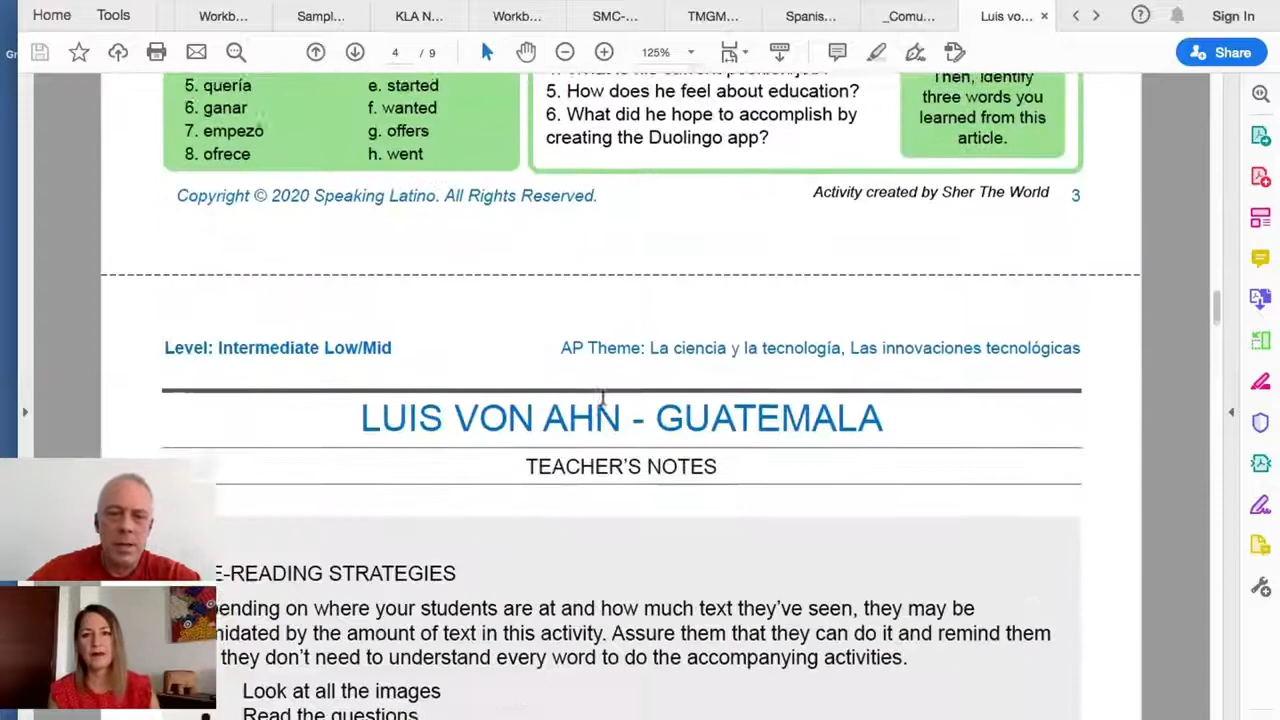 Home Tools Workb... Sampl... KLA N... Workb... SMC-... TMGM... Spanis... _Comu... Luis vo... × Sign In
4 / 9 125% Share
5. quería e. started
6. ganar f. wanted
7. empezó g. offers
8. ofrece h. went
5. How does he feel about education?
6. What did he hope to accomplish by
creating the Duolingo app?
Then, identify
three words you
learned from this
article.
Copyright © 2020 Speaking Latino. All Rights Reserved. Activity created by Sher The World 3
Level: Intermediate Low/Mid AP Theme: La ciencia y la tecnología, Las innovaciones tecnológicas
LUIS VON AHN - GUATEMALA
TEACHER'S NOTES
E-READING STRATEGIES
ending on where your students are at and how much text they've seen, they may be
nidated by the amount of text in this activity. Assure them that they can do it and remind them
they don't need to understand every word to do the accompanying activities.
Look at all the images
Read the questions